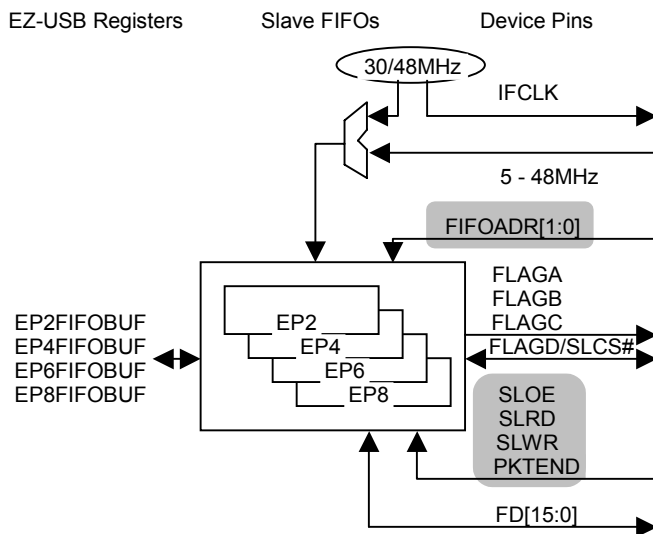 EZ-USB Registers Slave FIFOs Device Pins
30/48MHz
IFCLK
5 - 48MHz
FIFOADR[1:0]
FLAGA
FLAGB
FLAGC
FLAGD/SLCS#
EP2FIFOBUF
EP4FIFOBUF
EP6FIFOBUF
EP8FIFOBUF
EP2
EP4
EP6
EP8
SLOE
SLRD
SLWR
PKTEND
FD[15:0]